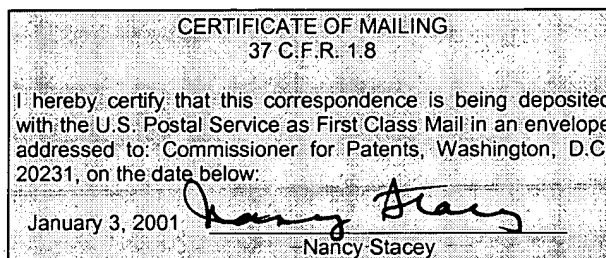 CERTIFICATE OF MAILING
37 C.F.R. 1.8
I hereby certify that this correspondence is being deposited
with the U.S. Postal Service as First Class Mail in an envelope
addressed to: Commissioner for Patents, Washington, D.C.
20231, on the date below:
January 3, 2001 Nancy Stacey
Nancy Stacey